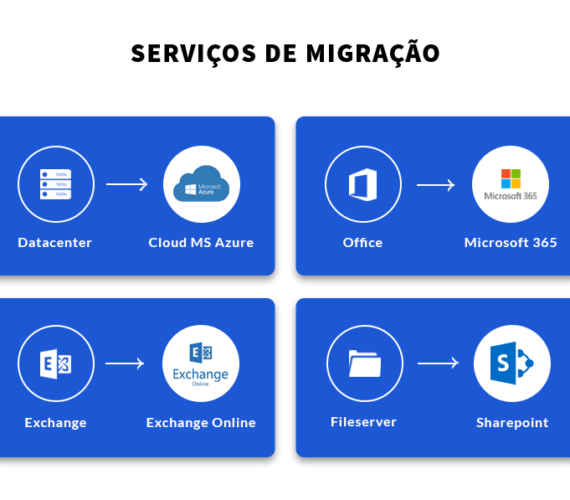 SERVIÇOS DE MIGRAÇÃO
Microsoft
Azure
Datacenter
Cloud MS Azure
Microsoft 365
Office
Microsoft 365
E
Exchange
Online
E
Exchange
Exchange Online
S
Fileserver
Sharepoint